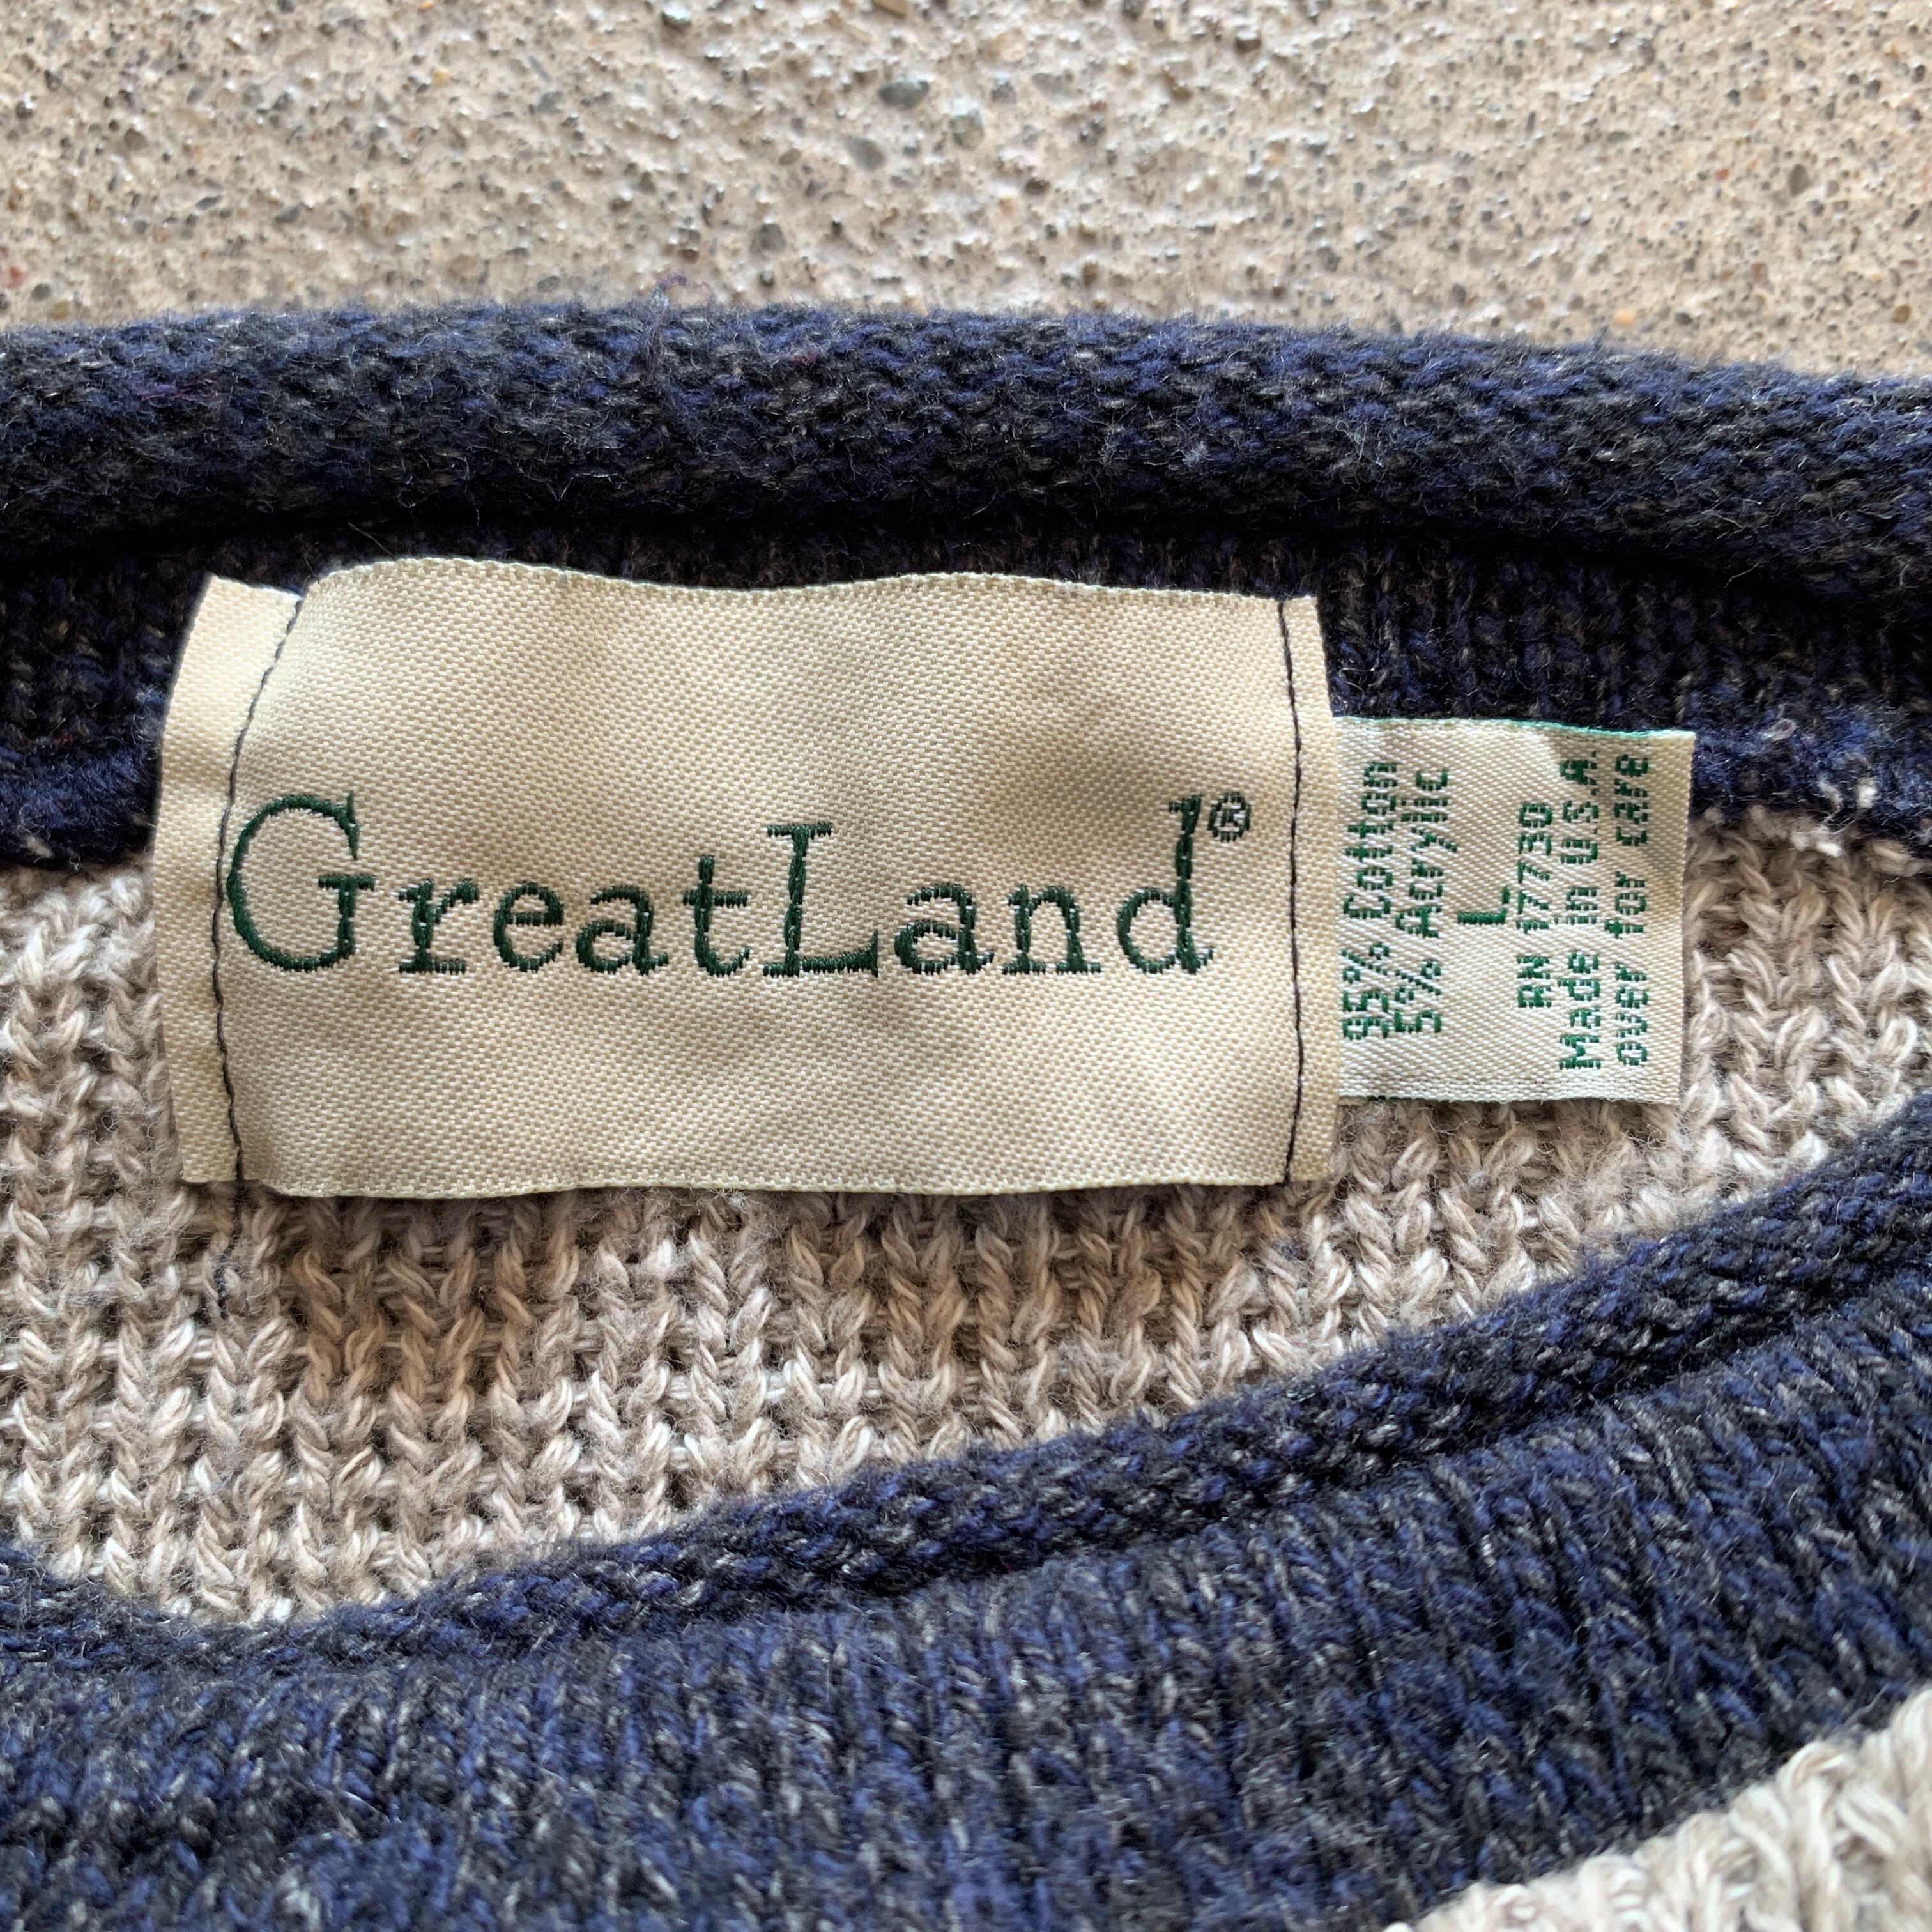 GreatLand®
95% Cotton
5% Acrylic
L
RN 17730
Made in U.S.A.
over for care